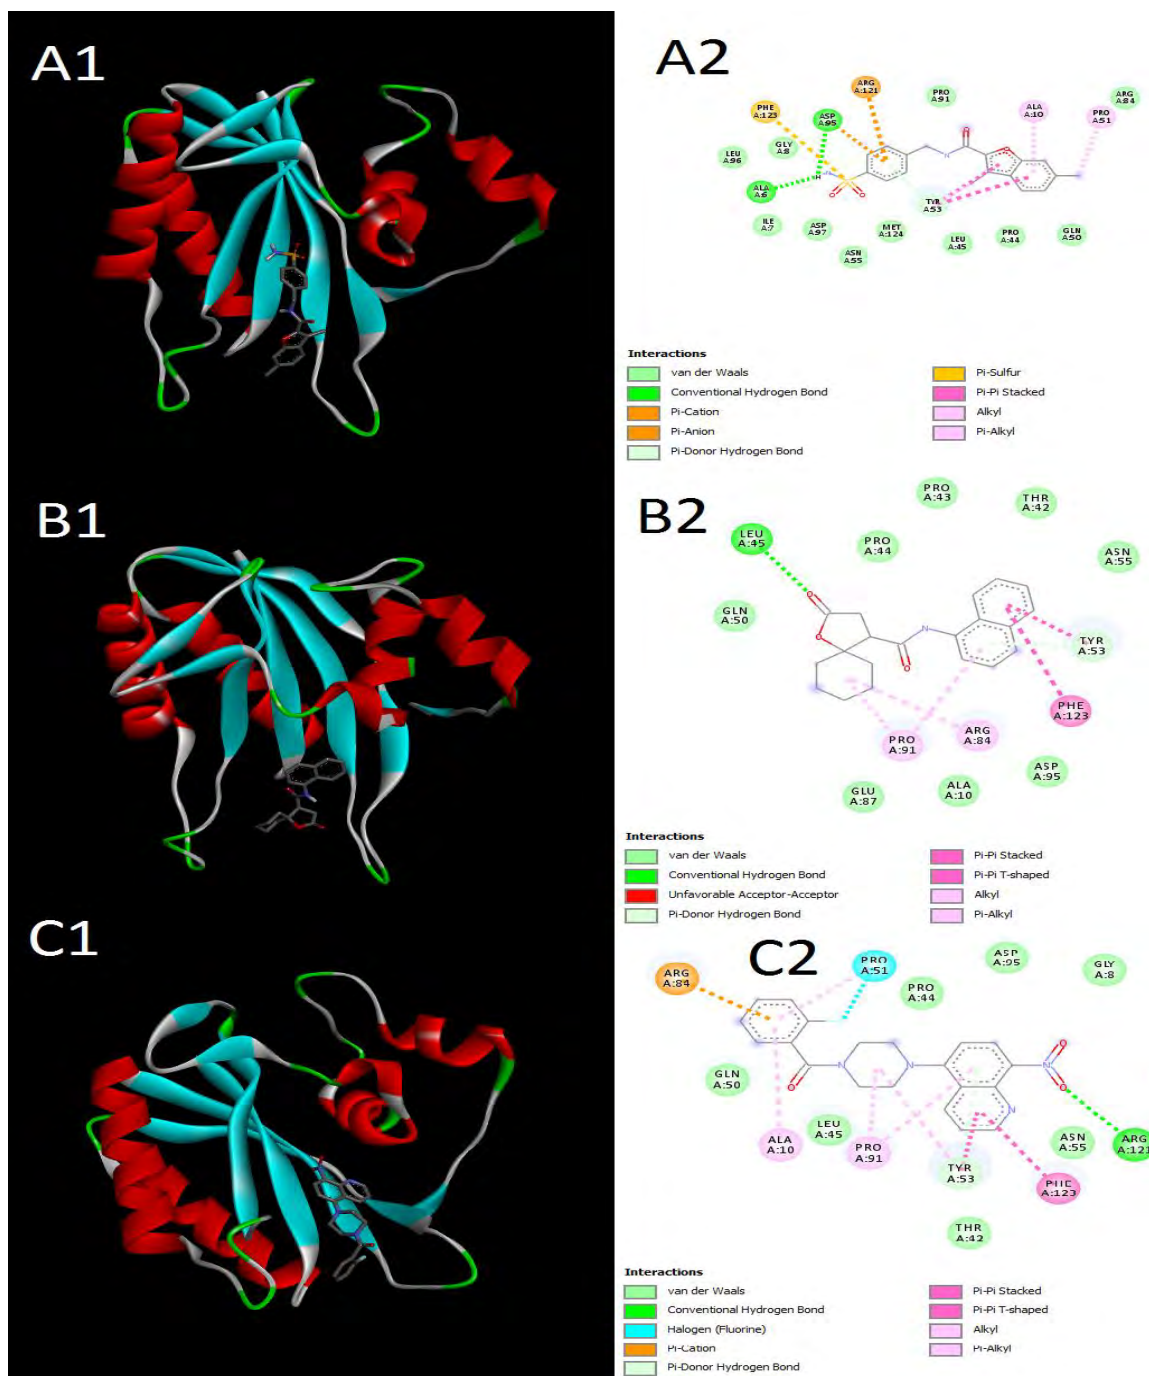 A1
A2
ARG
A:121
PRO
A:91
ARG
A:84
PHE
A:123
ASP
A:95
ALA
A:10
PRO
A:51
LEU
A:96
GLY
A:8
ALA
A:6
H
O
O
N
O
O
TYR
A:53
ILE
A:7
ASP
A:97
ASN
A:55
MET
A:124
LEU
A:45
PRO
A:44
GLN
A:50
Interactions
van der Waals
Conventional Hydrogen Bond
Pi-Cation
Pi-Anion
Pi-Donor Hydrogen Bond
Pi-Sulfur
Pi-Pi Stacked
Alkyl
Pi-Alkyl
B1
B2
PRO
A:43
THR
A:42
LEU
A:45
PRO
A:44
ASN
A:55
GLN
A:50
O
O
N
O
TYR
A:53
PHE
A:123
PRO
A:91
ARG
A:84
ASP
A:95
GLU
A:87
ALA
A:10
Interactions
van der Waals
Conventional Hydrogen Bond
Unfavorable Acceptor-Acceptor
Pi-Donor Hydrogen Bond
Pi-Pi Stacked
Pi-Pi T-shaped
Alkyl
Pi-Alkyl
C1
C2
ARG
A:84
PRO
A:51
PRO
A:44
ASP
A:95
GLY
A:8
GLN
A:50
O
N
N
N
O
O
N
LEU
A:45
ALA
A:10
PRO
A:91
TYR
A:53
ASN
A:55
ARG
A:121
PHE
A:123
THR
A:42
Interactions
van der Waals
Conventional Hydrogen Bond
Halogen (Fluorine)
Pi-Cation
Pi-Donor Hydrogen Bond
Pi-Pi Stacked
Pi-Pi T-shaped
Alkyl
Pi-Alkyl